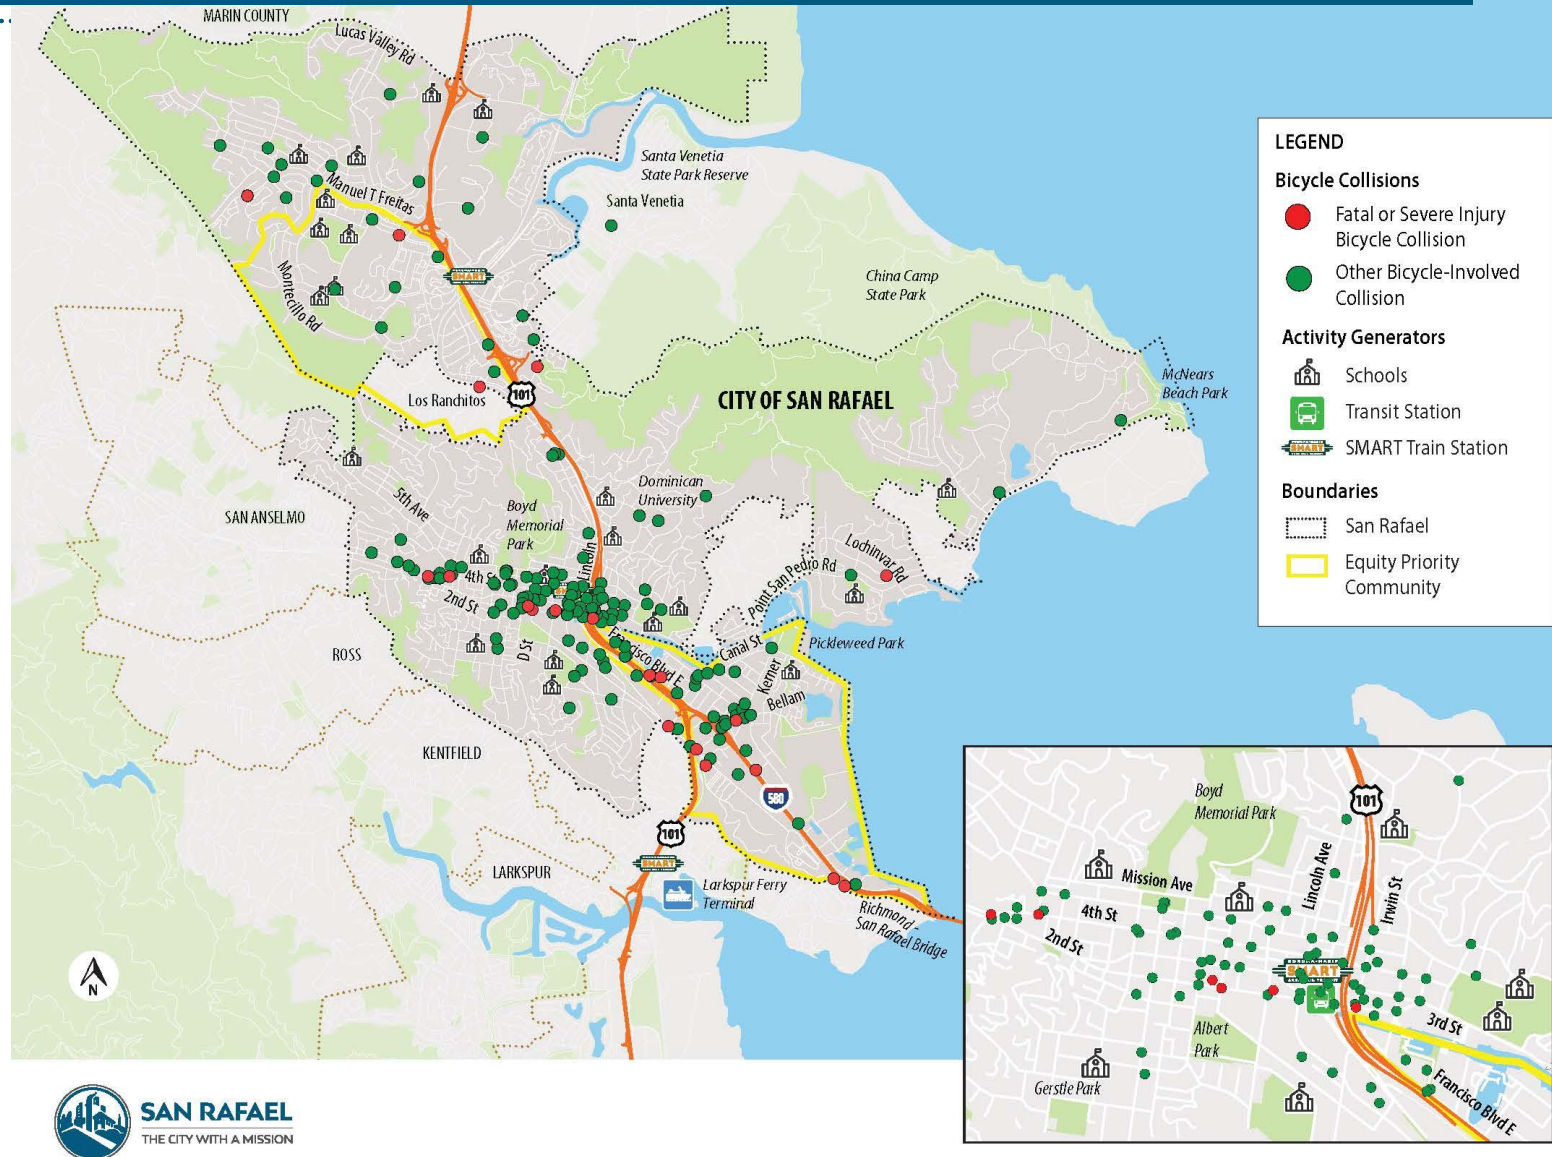 MARIN COUNTY
Lucas Valley Rd
Santa Venetia
State Park Reserve
Santa Venetia
Manuel T Freitas
SMART
Montecillo Rd
China Camp
State Park
McNears
Beach Park
CITY OF SAN RAFAEL
101
Los Ranchitos
Dominican
University
5th Ave
Boyd
Memorial
Park
SAN ANSELMO
Lincoln
Lochinvar Rd
Point San Pedro Rd
4th S
2nd St
D St
Francisco Blvd E
Canal St
Pickleweed Park
Kerner
Bellam
ROSS
KENTFIELD
580
101
SMART
LARKSPUR
Larkspur Ferry
Terminal
Richmond -
San Rafael Bridge
N
LEGEND
Bicycle Collisions
Fatal or Severe Injury
Bicycle Collision
Other Bicycle-Involved
Collision
Activity Generators
Schools
Transit Station
SMART
SMART Train Station
Boundaries
San Rafael
Equity Priority
Community
Boyd
Memorial Park
101
Mission Ave
Lincoln Ave
Irwin St
4th St
2nd St
SMART
3rd St
Albert
Park
Gerstle Park
Francisco Blvd E
SAN RAFAEL
THE CITY WITH A MISSION